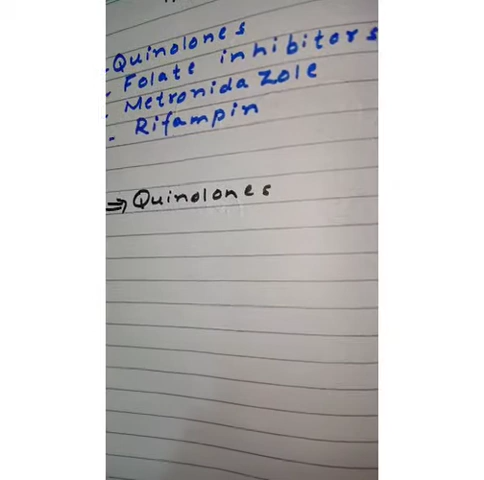 - Quinolones
- Folate inhibitors
- Metronidazole
- Rifampin
⇒ Quinolones